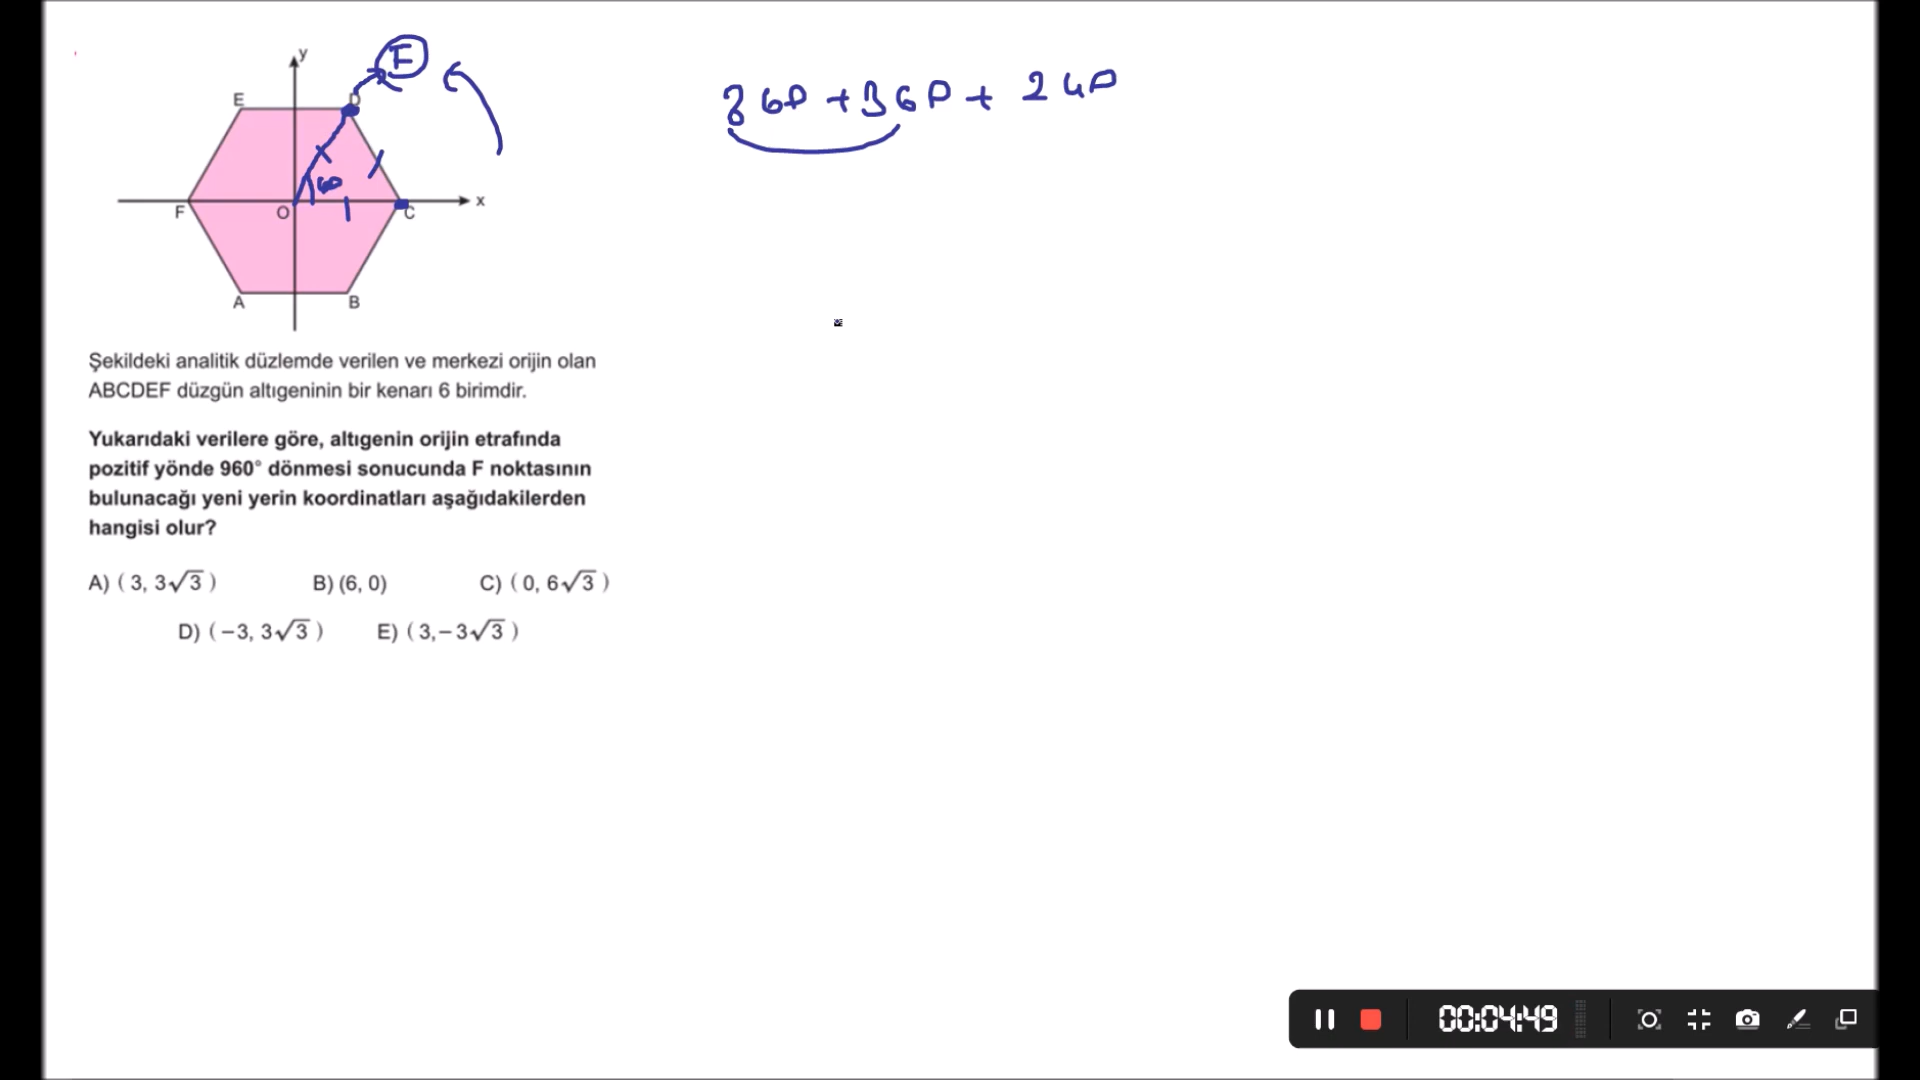 y
F
E
D
360 + 360 + 240
60
x
F
O
C
A
B
Şekildeki analitik düzlemde verilen ve merkezi orijin olan
ABCDEF düzgün altıgeninin bir kenarı 6 birimdir.
Yukarıdaki verilere göre, altıgenin orijin etrafında
pozitif yönde 960° dönmesi sonucunda F noktasının
bulunacağı yeni yerin koordinatları aşağıdakilerden
hangisi olur?
A) ( 3, 3√3 ) B) (6, 0) C) ( 0, 6√3 )
D) ( −3, 3√3 ) E) ( 3,− 3√3 )
00:04:49